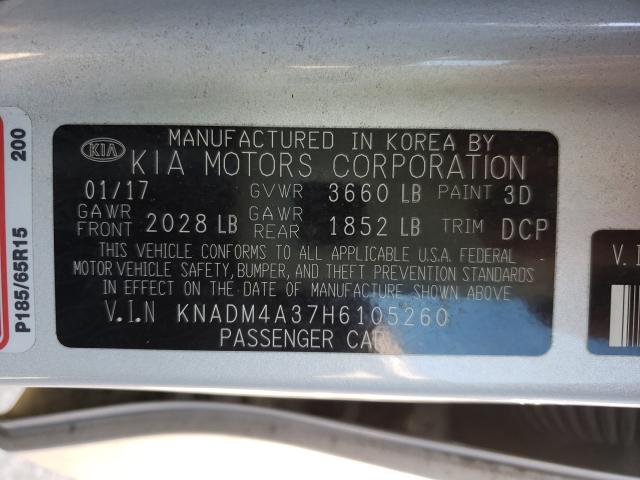 MANUFACTURED IN KOREA BY
KIA KIA MOTORS CORPORATION
01/17 GVWR 3660 LB PAINT 3D
GAWR FRONT 2028 LB GAWR REAR 1852 LB TRIM DCP
THIS VEHICLE CONFORMS TO ALL APPLICABLE U.S.A. FEDERAL
MOTOR VEHICLE SAFETY, BUMPER, AND THEFT PREVENTION STANDARDS
IN EFFECT ON THE DATE OF MANUFACTURE SHOWN ABOVE
V.I.N KNADM4A37H6105260
PASSENGER CAR
P185/65R15 200
V.I